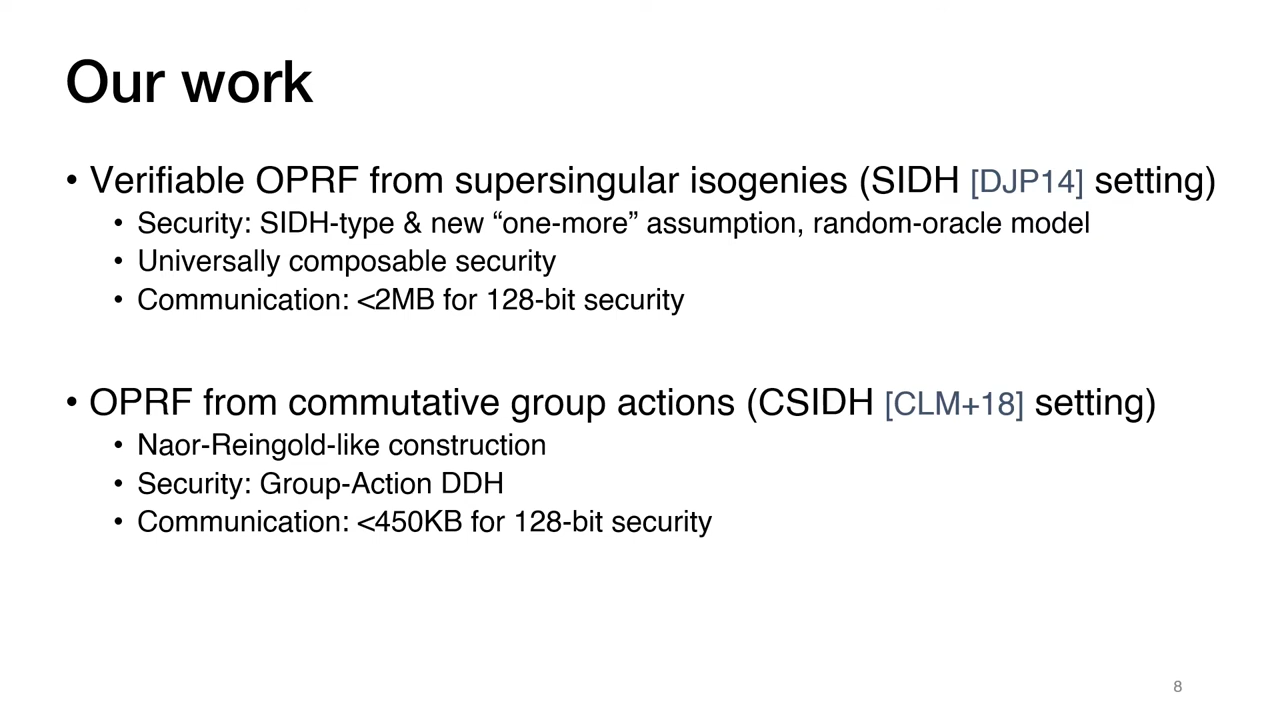 Our work
• Verifiable OPRF from supersingular isogenies (SIDH [DJP14] setting)
• Security: SIDH-type & new “one-more” assumption, random-oracle model
• Universally composable security
• Communication: <2MB for 128-bit security
• OPRF from commutative group actions (CSIDH [CLM+18] setting)
• Naor-Reingold-like construction
• Security: Group-Action DDH
• Communication: <450KB for 128-bit security
8